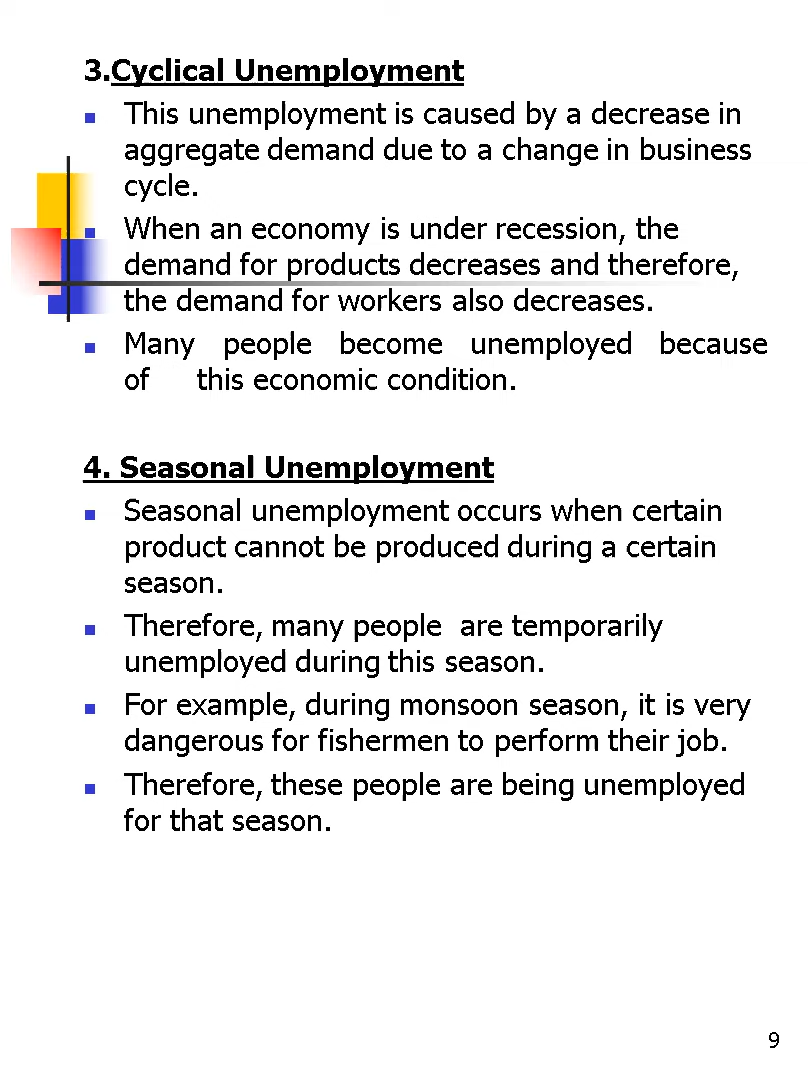 3.Cyclical Unemployment
This unemployment is caused by a decrease in
aggregate demand due to a change in business
cycle.
When an economy is under recession, the
demand for products decreases and therefore,
the demand for workers also decreases.
Many people become unemployed because
of this economic condition.
4. Seasonal Unemployment
Seasonal unemployment occurs when certain
product cannot be produced during a certain
season.
Therefore, many people are temporarily
unemployed during this season.
For example, during monsoon season, it is very
dangerous for fishermen to perform their job.
Therefore, these people are being unemployed
for that season.
9